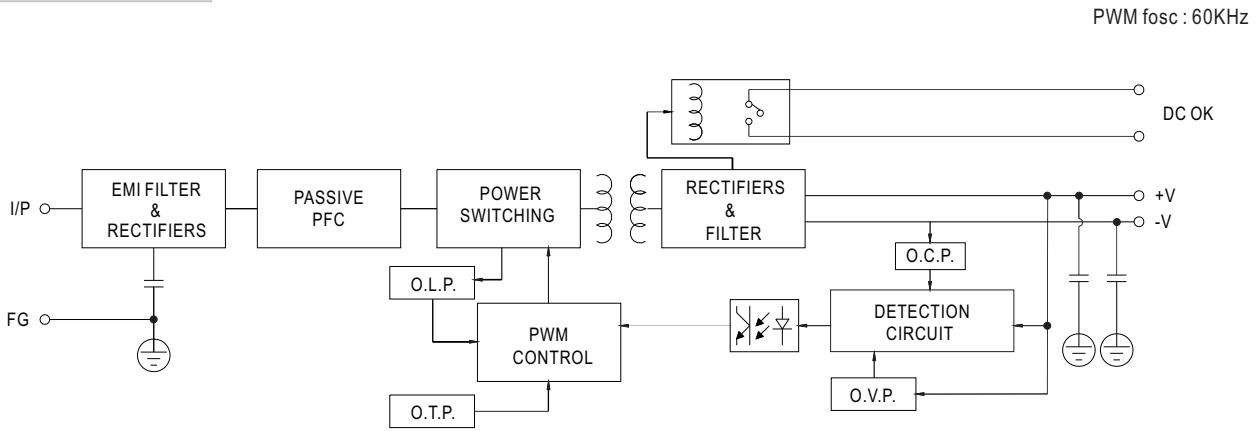 PWM fosc : 60KHz
DC OK
EMI FILTER
&
RECTIFIERS
PASSIVE
PFC
POWER
SWITCHING
RECTIFIERS
&
FILTER
I/P
+V
-V
O.C.P.
O.L.P.
FG
PWM
CONTROL
DETECTION
CIRCUIT
O.T.P.
O.V.P.